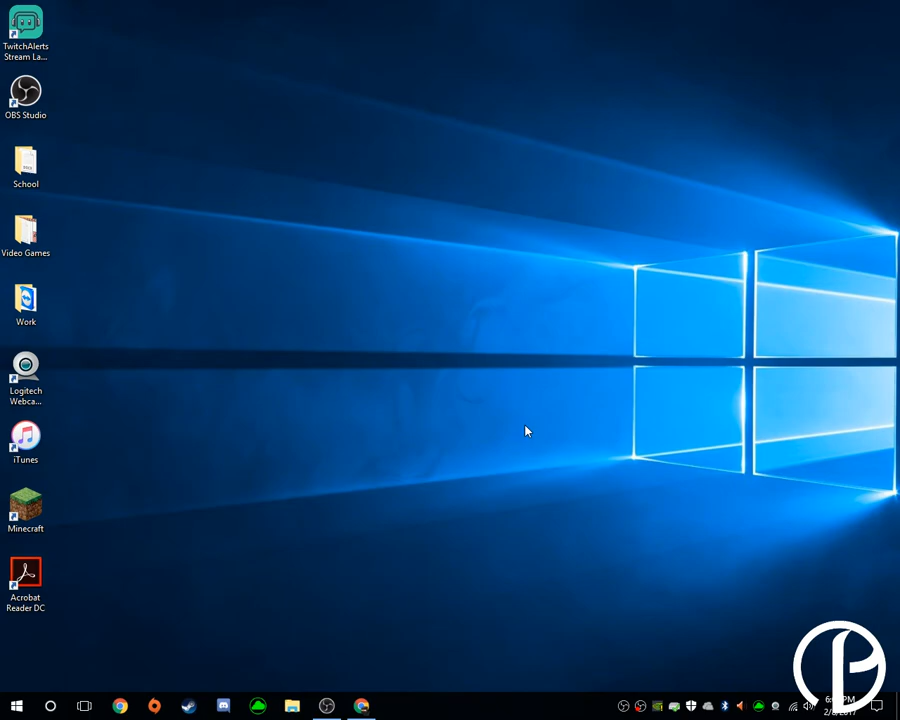 TwitchAlerts
Stream La...
OBS Studio
School
Video Games
Work
Logitech
Webca...
iTunes
Minecraft
Acrobat
Reader DC